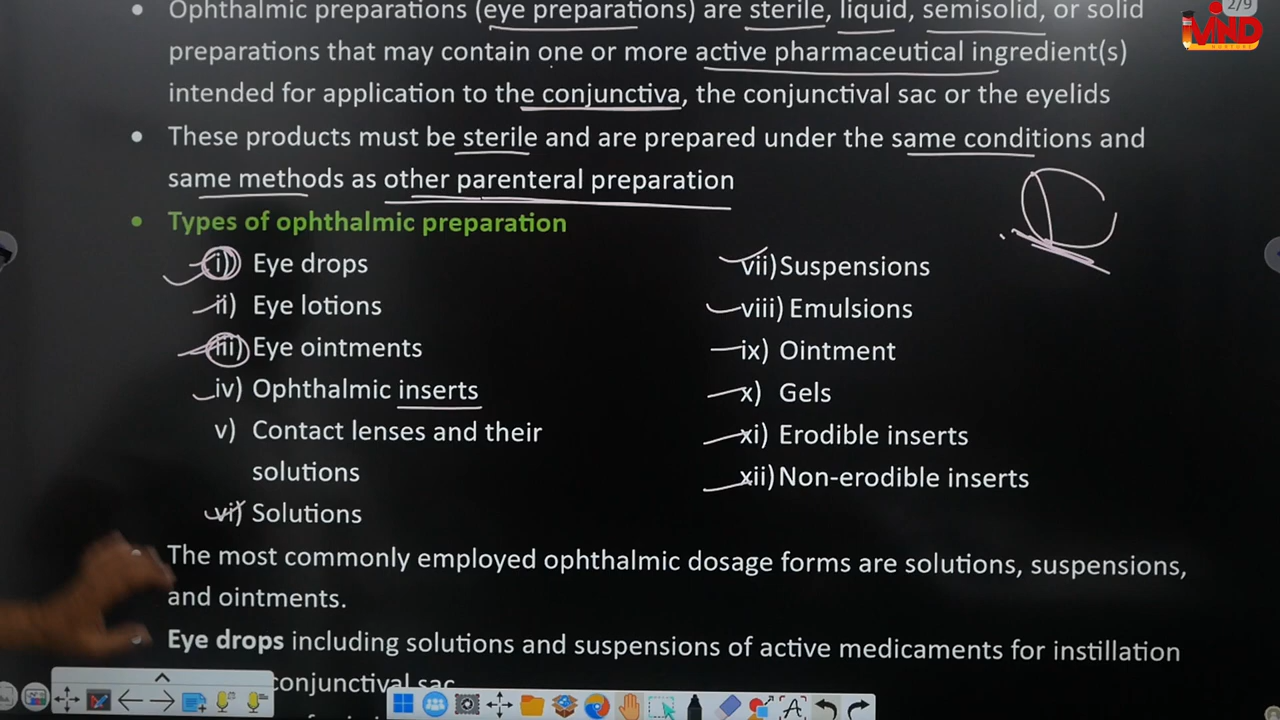 Ophthalmic preparations (eye preparations) are sterile, liquid, semisolid, or solid
preparations that may contain one or more active pharmaceutical ingredient(s)
intended for application to the conjunctiva, the conjunctival sac or the eyelids
These products must be sterile and are prepared under the same conditions and
same methods as other parenteral preparation
Types of ophthalmic preparation
i) Eye drops
ii) Eye lotions
iii) Eye ointments
iv) Ophthalmic inserts
v) Contact lenses and their
solutions
vi) Solutions
vii) Suspensions
viii) Emulsions
ix) Ointment
x) Gels
xi) Erodible inserts
xii) Non-erodible inserts
The most commonly employed ophthalmic dosage forms are solutions, suspensions,
and ointments.
Eye drops including solutions and suspensions of active medicaments for instillation
conjunctival sac
2/9